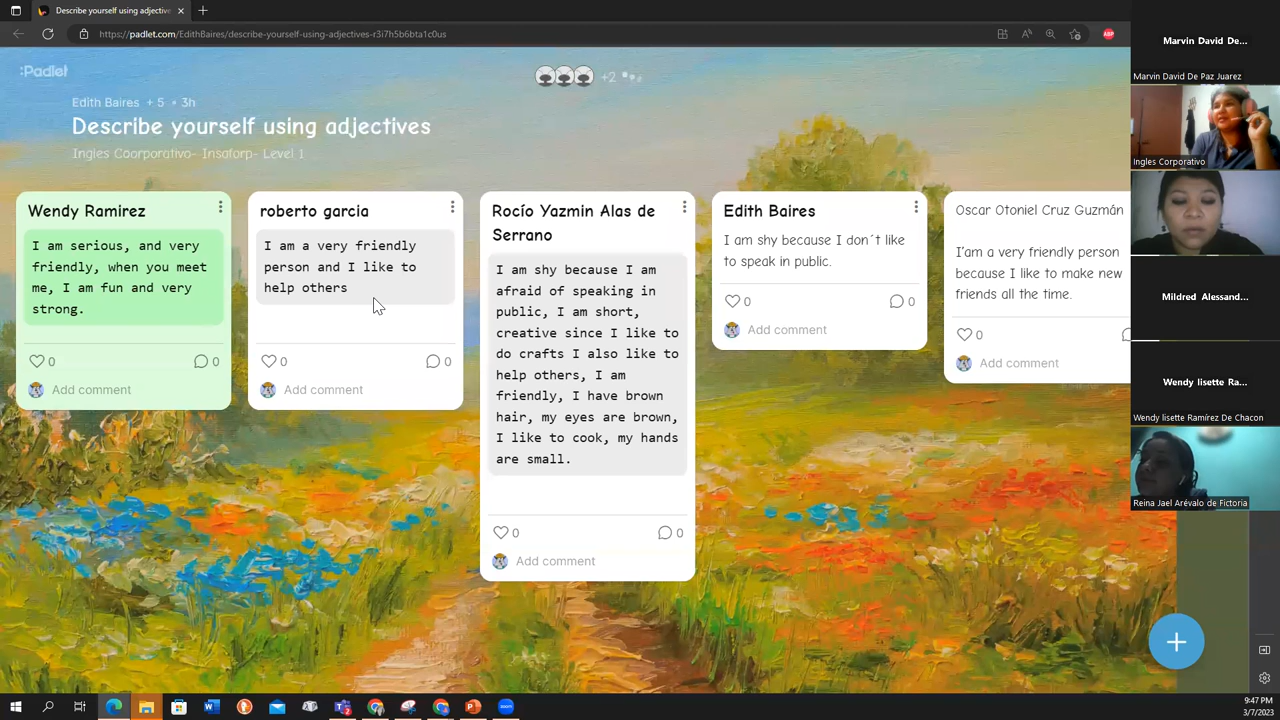 Describe yourself using adjective
https://padlet.com/EdithBaires/describe-yourself-using-adjectives-r3i7h5b6bta1c0us
ABP
:Padlet
+2
Edith Baires + 5 • 3h
Describe yourself using adjectives
Ingles Coorporativo- Insaforp- Level 1
Wendy Ramirez
I am serious, and very
friendly, when you meet
me, I am fun and very
strong.
0
0
Add comment
roberto garcia
I am a very friendly
person and I like to
help others
0
0
Add comment
Rocío Yazmin Alas de
Serrano
I am shy because I am
afraid of speaking in
public, I am short,
creative since I like to
do crafts I also like to
help others, I am
friendly, I have brown
hair, my eyes are brown,
I like to cook, my hands
are small.
0
0
Add comment
Edith Baires
I am shy because I don´t like
to speak in public.
0
0
Add comment
Oscar Otoniel Cruz Guzmán
I'am a very friendly person
because I like to make new
friends all the time.
0
Add comment
Marvin David De...
Marvin David De Paz Juarez
Ingles Corporativo
Mildred Alessand...
Wendy lisette Ra...
Wendy lisette Ramírez De Chacon
Reina Jael Arévalo de Fictoria
9:47 PM
3/7/2023